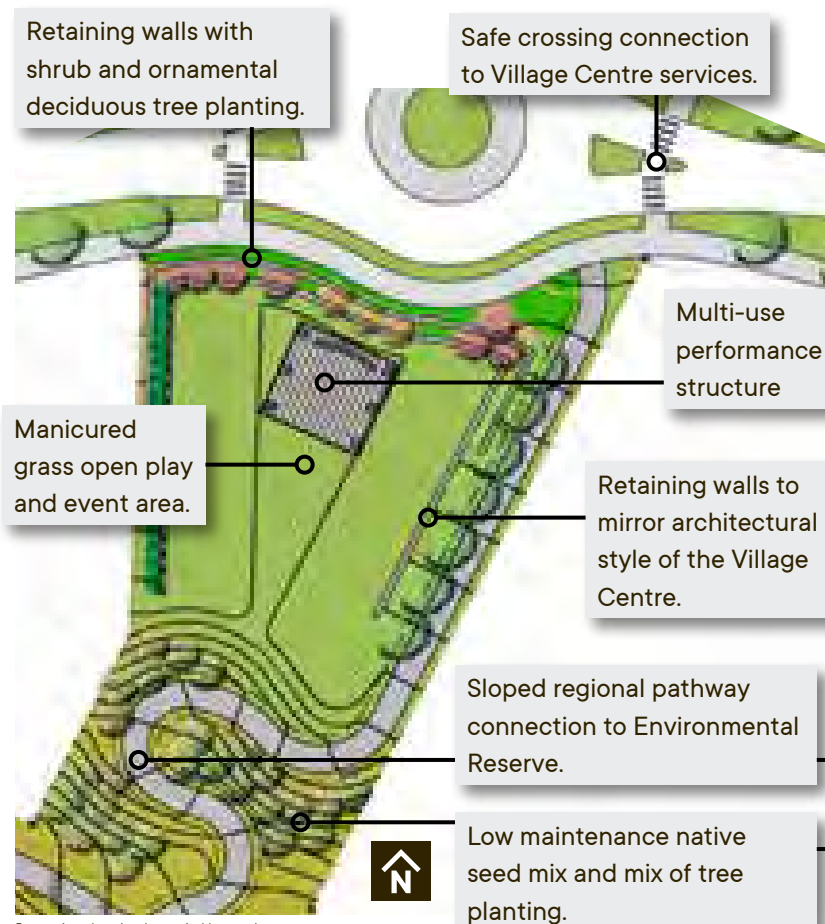 Retaining walls with
shrub and ornamental
deciduous tree planting.
Safe crossing connection
to Village Centre services.
Multi-use
performance
structure
Manicured
grass open play
and event area.
Retaining walls to
mirror architectural
style of the Village
Centre.
Sloped regional pathway
connection to Environmental
Reserve.
Low maintenance native
seed mix and mix of tree
planting.
N